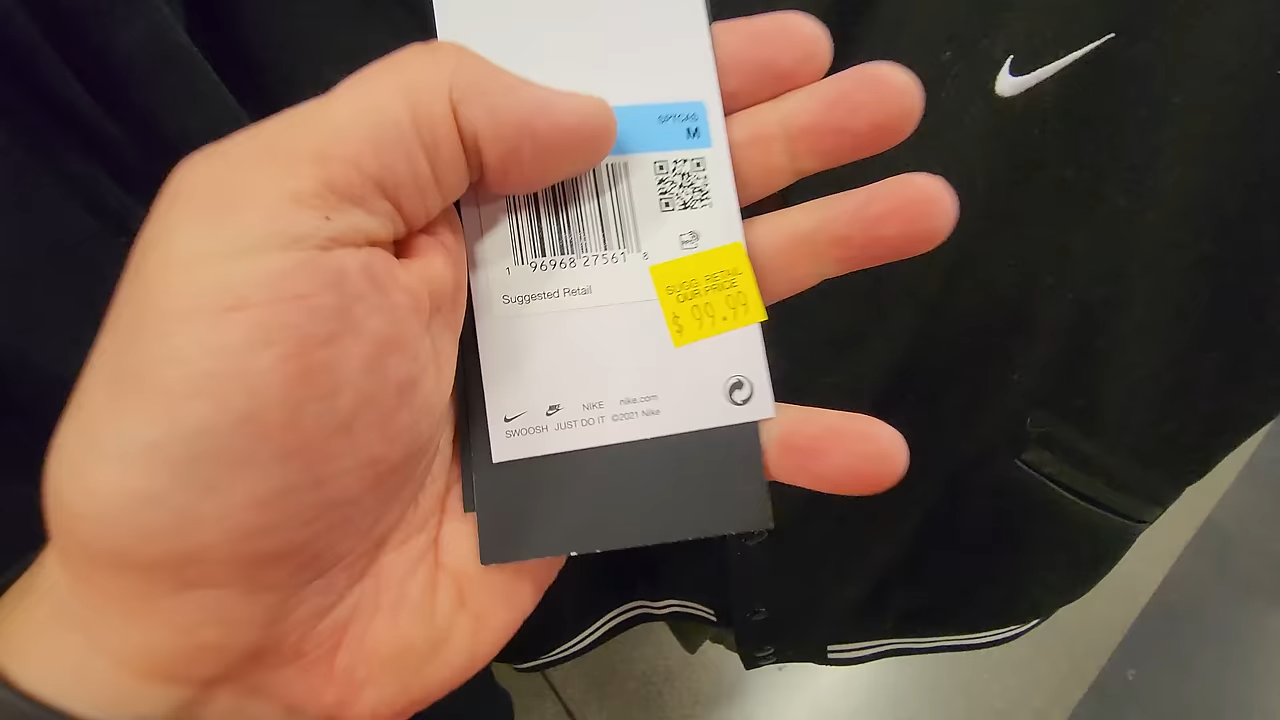 M
1 96968 27561 8
Suggested Retail
SUGG. RETAIL
OUR PRICE
$ 99.99
NIKE nike.com
SWOOSH JUST DO IT ©2021 Nike